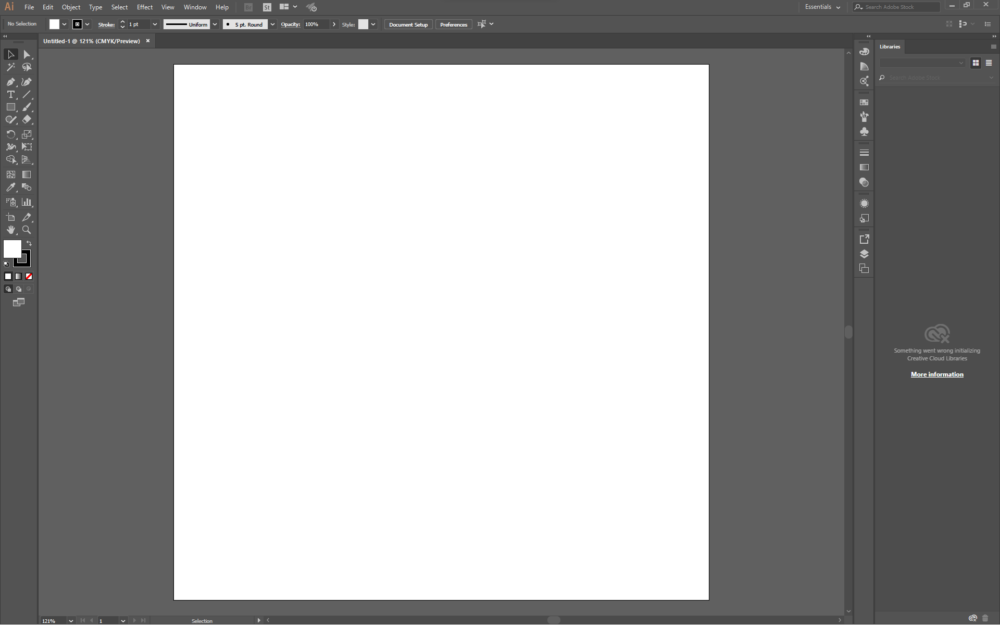 Ai File Edit Object Type Select Effect View Window Help Br St Essentials Search Adobe Stock
No Selection Stroke: 1 pt Uniform 5 pt. Round Opacity: 100% Style: Document Setup Preferences
Untitled-1 @ 121% (CMYK/Preview)
Libraries
Search Adobe Stock
Something went wrong initializing
Creative Cloud Libraries
More information
121% 1 Selection